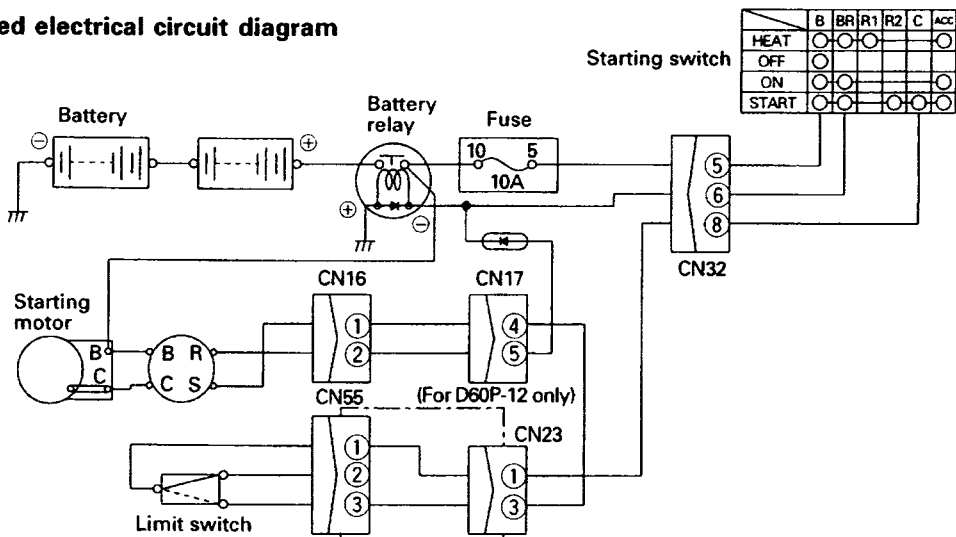 ed electrical circuit diagram
B BR R1 R2 C ACC
HEAT
OFF
ON
START
Starting switch
Battery
Battery
relay
Fuse
10 5
10A
5
6
8
CN32
CN16
CN17
Starting
motor
B
C
B R
C S
1
2
4
5
CN55
(For D60P-12 only)
CN23
1
2
3
1
3
Limit switch